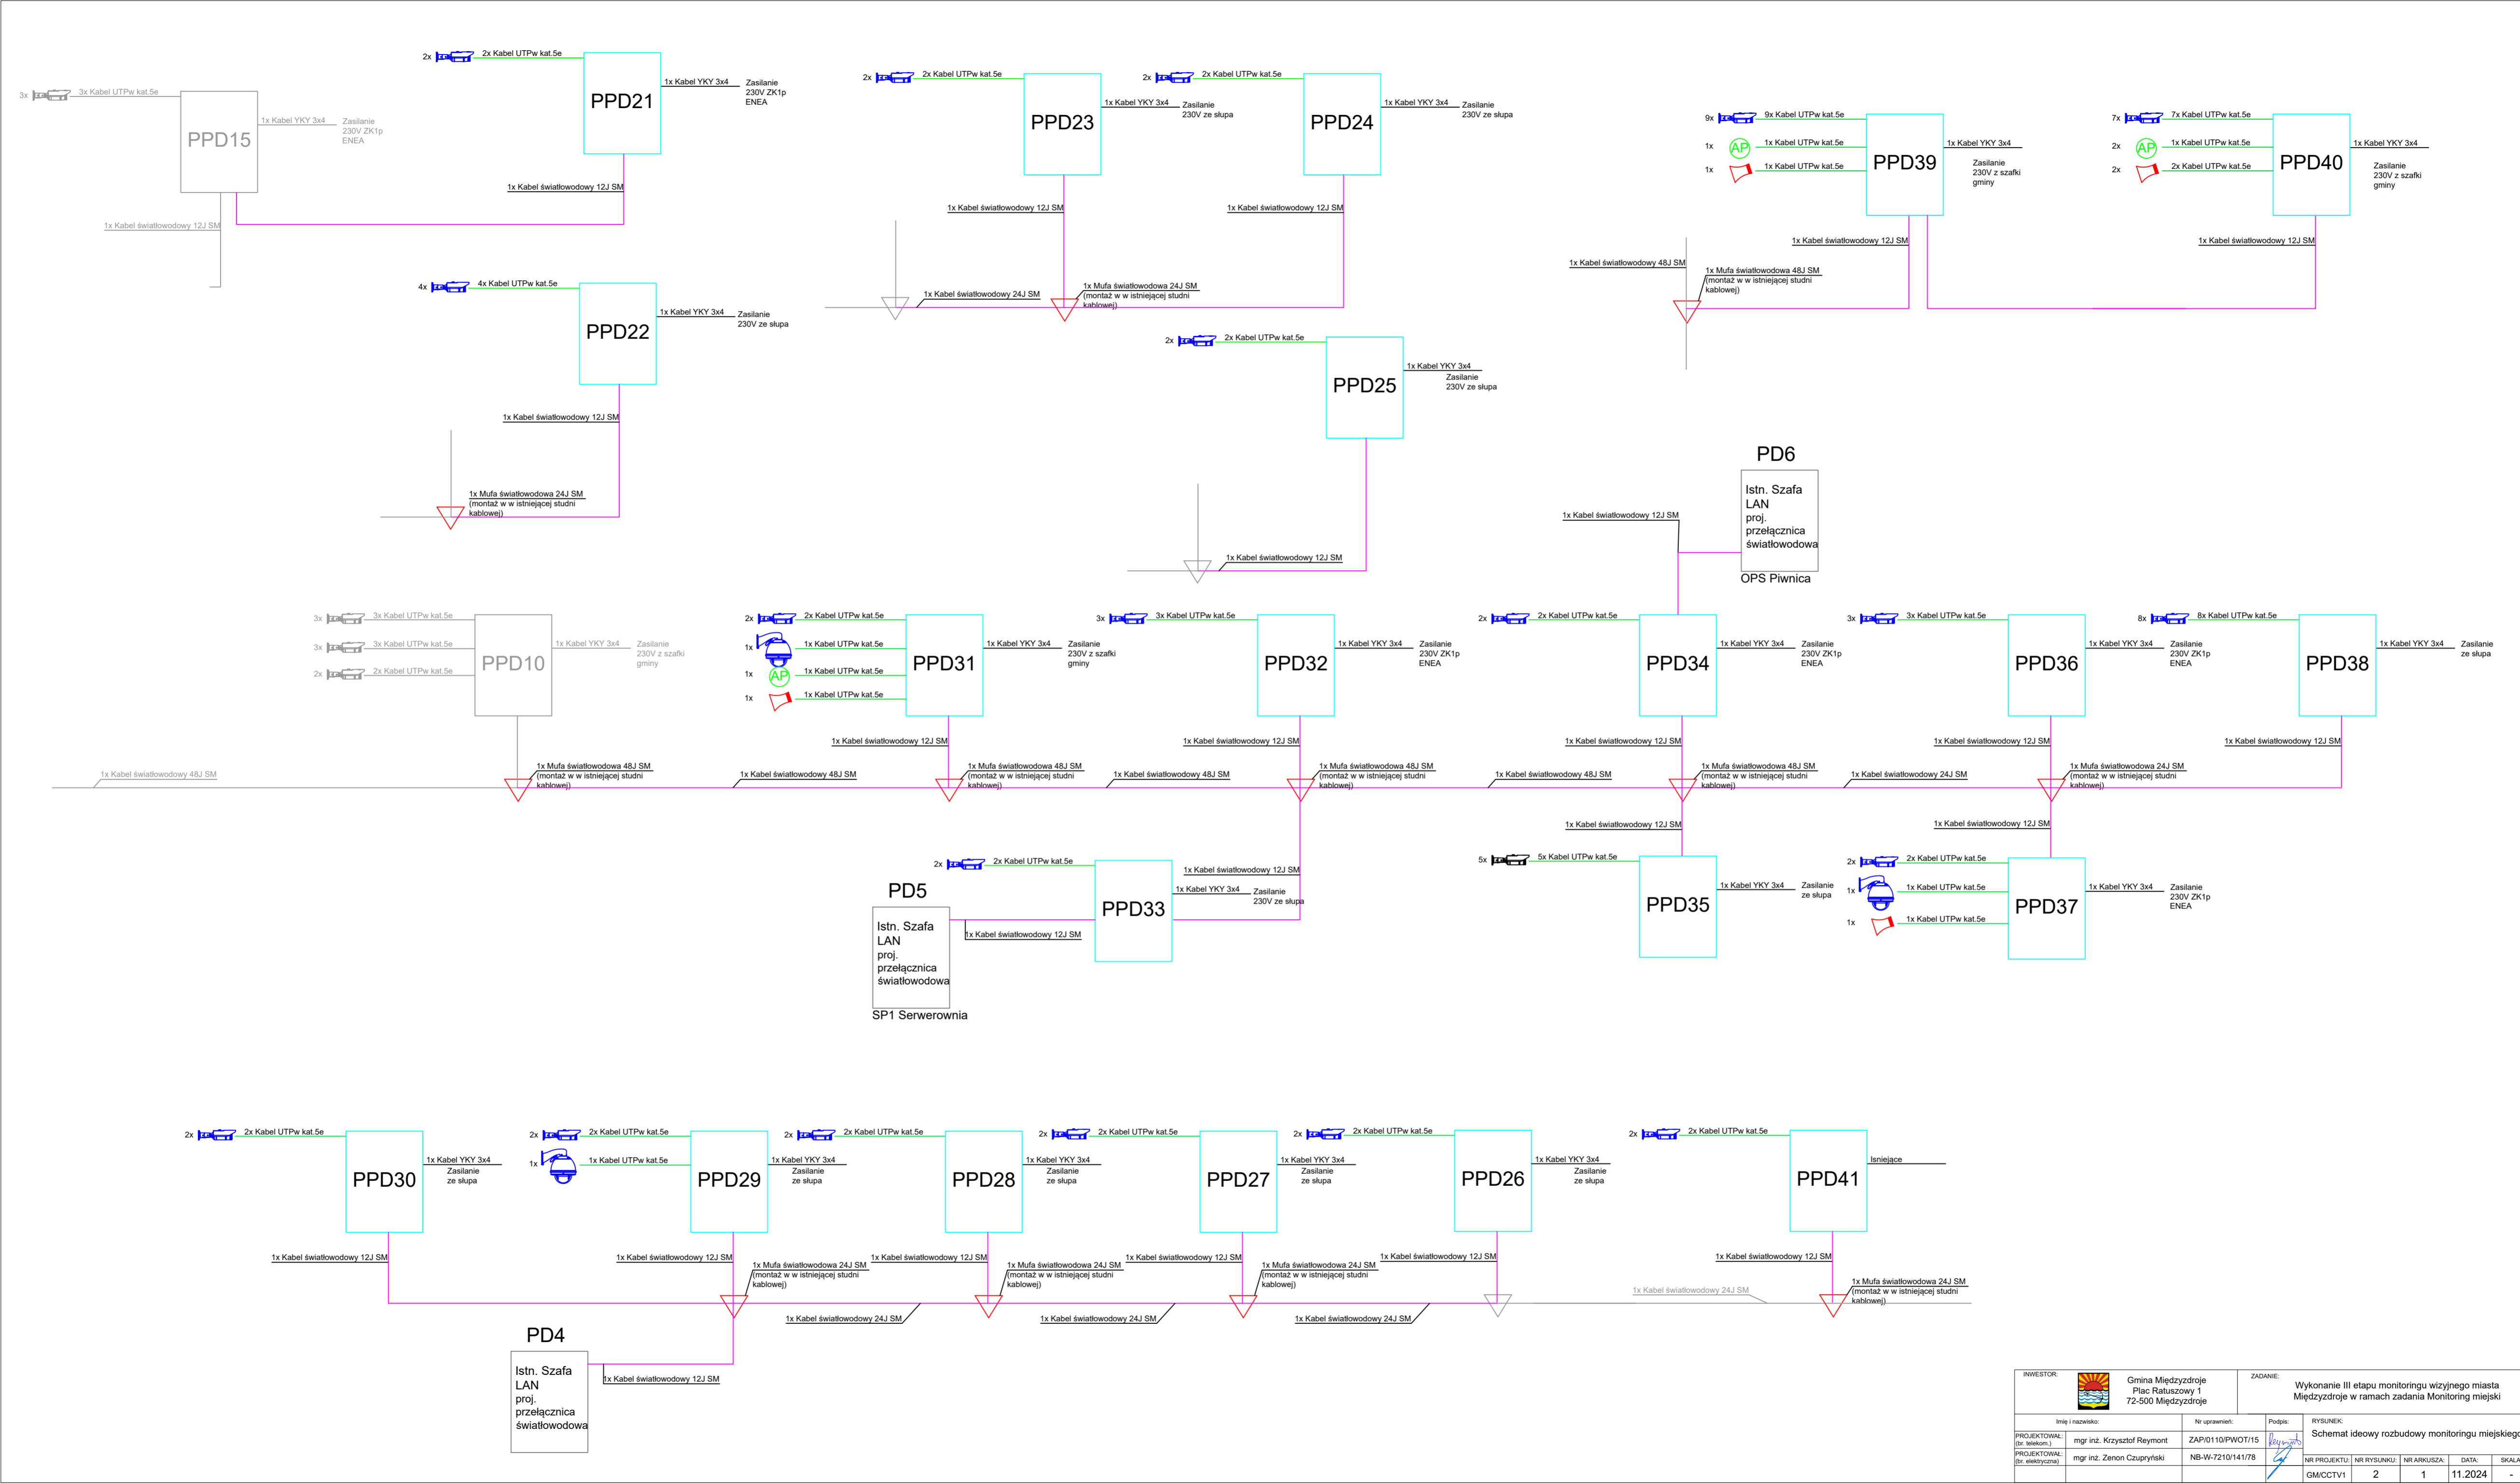 3x
3x Kabel UTPw kat.5e
PPD15
1x Kabel YKY 3x4
Zasilanie
230V ZK1p
ENEA
1x Kabel światłowodowy 12J SM
2x
2x Kabel UTPw kat.5e
PPD21
1x Kabel YKY 3x4
Zasilanie
230V ZK1p
ENEA
1x Kabel światłowodowy 12J SM
4x
4x Kabel UTPw kat.5e
PPD22
1x Kabel YKY 3x4
Zasilanie
230V ze słupa
1x Kabel światłowodowy 12J SM
1x Mufa światłowodowa 24J SM
(montaż w w istniejącej studni
kablowej)
2x
2x Kabel UTPw kat.5e
PPD23
1x Kabel YKY 3x4
Zasilanie
230V ze słupa
1x Kabel światłowodowy 12J SM
1x Kabel światłowodowy 24J SM
1x Mufa światłowodowa 24J SM
(montaż w w istniejącej studni
kablowej)
2x
2x Kabel UTPw kat.5e
PPD24
1x Kabel YKY 3x4
Zasilanie
230V ze słupa
1x Kabel światłowodowy 12J SM
2x
2x Kabel UTPw kat.5e
PPD25
1x Kabel YKY 3x4
Zasilanie
230V ze słupa
1x Kabel światłowodowy 12J SM
9x
9x Kabel UTPw kat.5e
1x
AP
1x Kabel UTPw kat.5e
1x
1x Kabel UTPw kat.5e
PPD39
1x Kabel YKY 3x4
Zasilanie
230V z szafki
gminy
1x Kabel światłowodowy 12J SM
1x Kabel światłowodowy 48J SM
1x Mufa światłowodowa 48J SM
(montaż w w istniejącej studni
kablowej)
7x
7x Kabel UTPw kat.5e
2x
AP
1x Kabel UTPw kat.5e
2x
2x Kabel UTPw kat.5e
PPD40
1x Kabel YKY 3x4
Zasilanie
230V z szafki
gminy
1x Kabel światłowodowy 12J SM
PD6
Istn. Szafa
LAN
proj.
przełącznica
światłowodowa
OPS Piwnica
1x Kabel światłowodowy 12J SM
3x
3x Kabel UTPw kat.5e
3x
3x Kabel UTPw kat.5e
2x
2x Kabel UTPw kat.5e
PPD10
1x Kabel YKY 3x4
Zasilanie
230V z szafki
gminy
1x Kabel światłowodowy 48J SM
1x Mufa światłowodowa 48J SM
(montaż w w istniejącej studni
kablowej)
2x
2x Kabel UTPw kat.5e
1x
1x Kabel UTPw kat.5e
1x
AP
1x Kabel UTPw kat.5e
1x
1x Kabel UTPw kat.5e
PPD31
1x Kabel YKY 3x4
Zasilanie
230V z szafki
gminy
1x Kabel światłowodowy 12J SM
1x Kabel światłowodowy 48J SM
1x Mufa światłowodowa 48J SM
(montaż w w istniejącej studni
kablowej)
3x
3x Kabel UTPw kat.5e
PPD32
1x Kabel YKY 3x4
Zasilanie
230V ZK1p
ENEA
1x Kabel światłowodowy 12J SM
1x Kabel światłowodowy 48J SM
1x Mufa światłowodowa 48J SM
(montaż w w istniejącej studni
kablowej)
2x
2x Kabel UTPw kat.5e
PPD34
1x Kabel YKY 3x4
Zasilanie
230V ZK1p
ENEA
1x Kabel światłowodowy 12J SM
1x Kabel światłowodowy 48J SM
1x Mufa światłowodowa 48J SM
(montaż w w istniejącej studni
kablowej)
3x
3x Kabel UTPw kat.5e
PPD36
1x Kabel YKY 3x4
Zasilanie
230V ZK1p
ENEA
1x Kabel światłowodowy 12J SM
1x Kabel światłowodowy 24J SM
1x Mufa światłowodowa 24J SM
(montaż w w istniejącej studni
kablowej)
8x
8x Kabel UTPw kat.5e
PPD38
1x Kabel YKY 3x4
Zasilanie
ze słupa
1x Kabel światłowodowy 12J SM
PD5
Istn. Szafa
LAN
proj.
przełącznica
światłowodowa
SP1 Serwerownia
1x Kabel światłowodowy 12J SM
2x
2x Kabel UTPw kat.5e
PPD33
1x Kabel światłowodowy 12J SM
1x Kabel YKY 3x4
Zasilanie
230V ze słupa
1x Kabel światłowodowy 12J SM
5x
5x Kabel UTPw kat.5e
PPD35
1x Kabel YKY 3x4
Zasilanie
ze słupa
1x Kabel światłowodowy 12J SM
2x
2x Kabel UTPw kat.5e
1x
1x Kabel UTPw kat.5e
1x
1x Kabel UTPw kat.5e
PPD37
1x Kabel YKY 3x4
Zasilanie
230V ZK1p
ENEA
2x
2x Kabel UTPw kat.5e
PPD30
1x Kabel YKY 3x4
Zasilanie
ze słupa
1x Kabel światłowodowy 12J SM
2x
2x Kabel UTPw kat.5e
1x
1x Kabel UTPw kat.5e
PPD29
1x Kabel YKY 3x4
Zasilanie
ze słupa
1x Kabel światłowodowy 12J SM
1x Mufa światłowodowa 24J SM
(montaż w w istniejącej studni
kablowej)
1x Kabel światłowodowy 24J SM
2x
2x Kabel UTPw kat.5e
PPD28
1x Kabel YKY 3x4
Zasilanie
ze słupa
1x Kabel światłowodowy 12J SM
1x Mufa światłowodowa 24J SM
(montaż w w istniejącej studni
kablowej)
1x Kabel światłowodowy 24J SM
2x
2x Kabel UTPw kat.5e
PPD27
1x Kabel YKY 3x4
Zasilanie
ze słupa
1x Kabel światłowodowy 12J SM
1x Mufa światłowodowa 24J SM
(montaż w w istniejącej studni
kablowej)
1x Kabel światłowodowy 24J SM
2x
2x Kabel UTPw kat.5e
PPD26
1x Kabel YKY 3x4
Zasilanie
ze słupa
1x Kabel światłowodowy 12J SM
2x
2x Kabel UTPw kat.5e
PPD41
Isniejące
1x Kabel światłowodowy 12J SM
1x Kabel światłowodowy 24J SM
1x Mufa światłowodowa 24J SM
(montaż w w istniejącej studni
kablowej)
PD4
Istn. Szafa
LAN
proj.
przełącznica
światłowodowa
1x Kabel światłowodowy 12J SM
INWESTOR:
Gmina Międzyzdroje
Plac Ratuszowy 1
72-500 Międzyzdroje
ZADANIE:
Wykonanie III etapu monitoringu wizyjnego miasta
Międzyzdroje w ramach zadania Monitoring miejski
Imię i nazwisko:
Nr uprawnień:
Podpis:
RYSUNEK:
Schemat ideowy rozbudowy monitoringu miejskiego
PROJEKTOWAŁ:
(br. telekom.)
mgr inż. Krzysztof Reymont
ZAP/0110/PWOT/15
Reymont
PROJEKTOWAŁ:
(br. elektryczna)
mgr inż. Zenon Czupryński
NB-W-7210/141/78
NR PROJEKTU:
NR RYSUNKU:
NR ARKUSZA:
DATA:
GM/CCTV1
2
1
11.2024
-